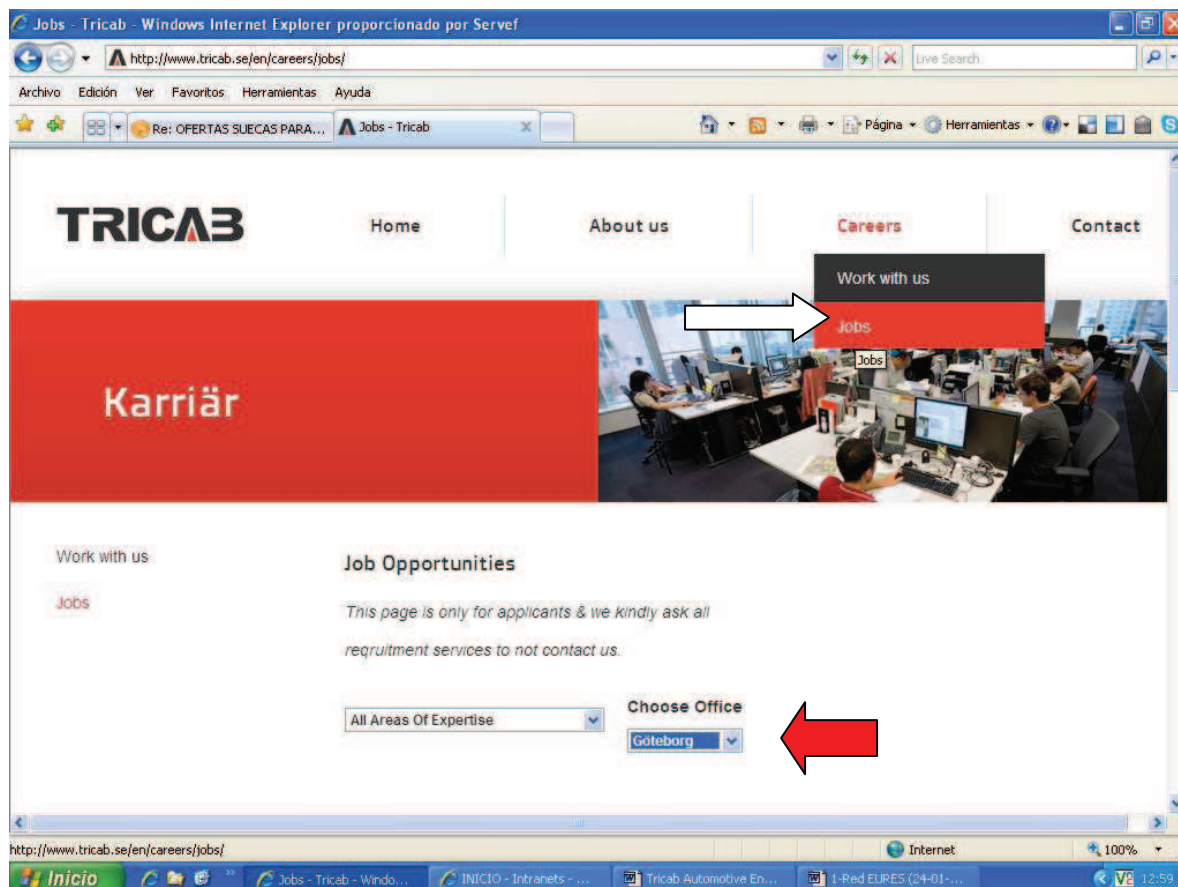 Jobs - Tricab - Windows Internet Explorer proporcionado por Servef
http://www.tricab.se/en/careers/jobs/
Live Search
Archivo Edición Ver Favoritos Herramientas Ayuda
Re: OFERTAS SUECAS PARA...
Jobs - Tricab
Página
Herramientas
TRICAB
Home
About us
Careers
Contact
Work with us
Jobs
Jobs
Karriär
Work with us
Jobs
Job Opportunities
This page is only for applicants & we kindly ask all
reqruitment services to not contact us.
All Areas Of Expertise
Choose Office
Göteborg
http://www.tricab.se/en/careers/jobs/
Internet
100%
Inicio
Jobs - Tricab - Windo...
INICIO - Intranets - ...
Tricab Automotive En...
1-Red EURES (24-01-...
12:59